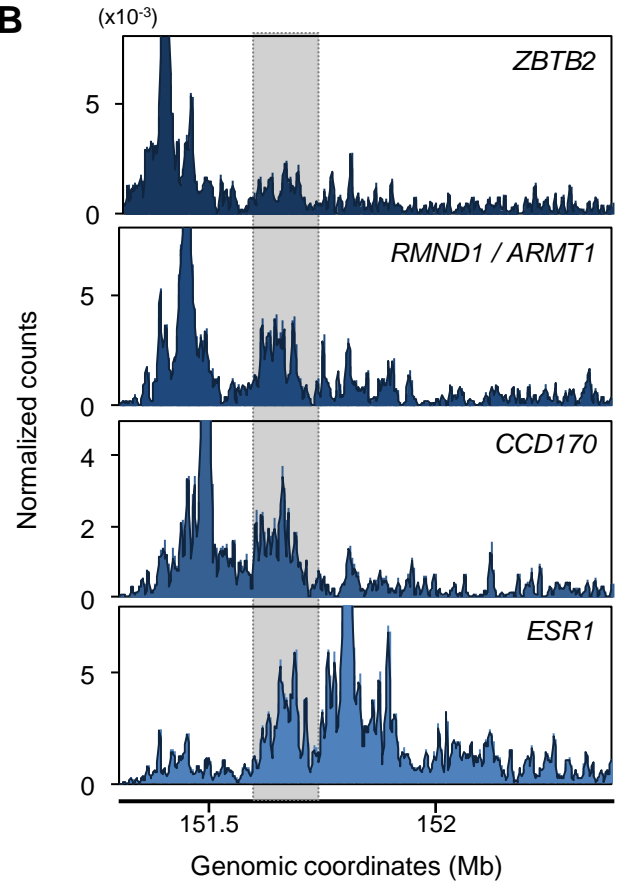 B
(x10-3)
ZBTB2
5
0
RMND1 / ARMT1
5
0
CCD170
4
2
0
ESR1
5
0
Normalized counts
151.5 152
Genomic coordinates (Mb)